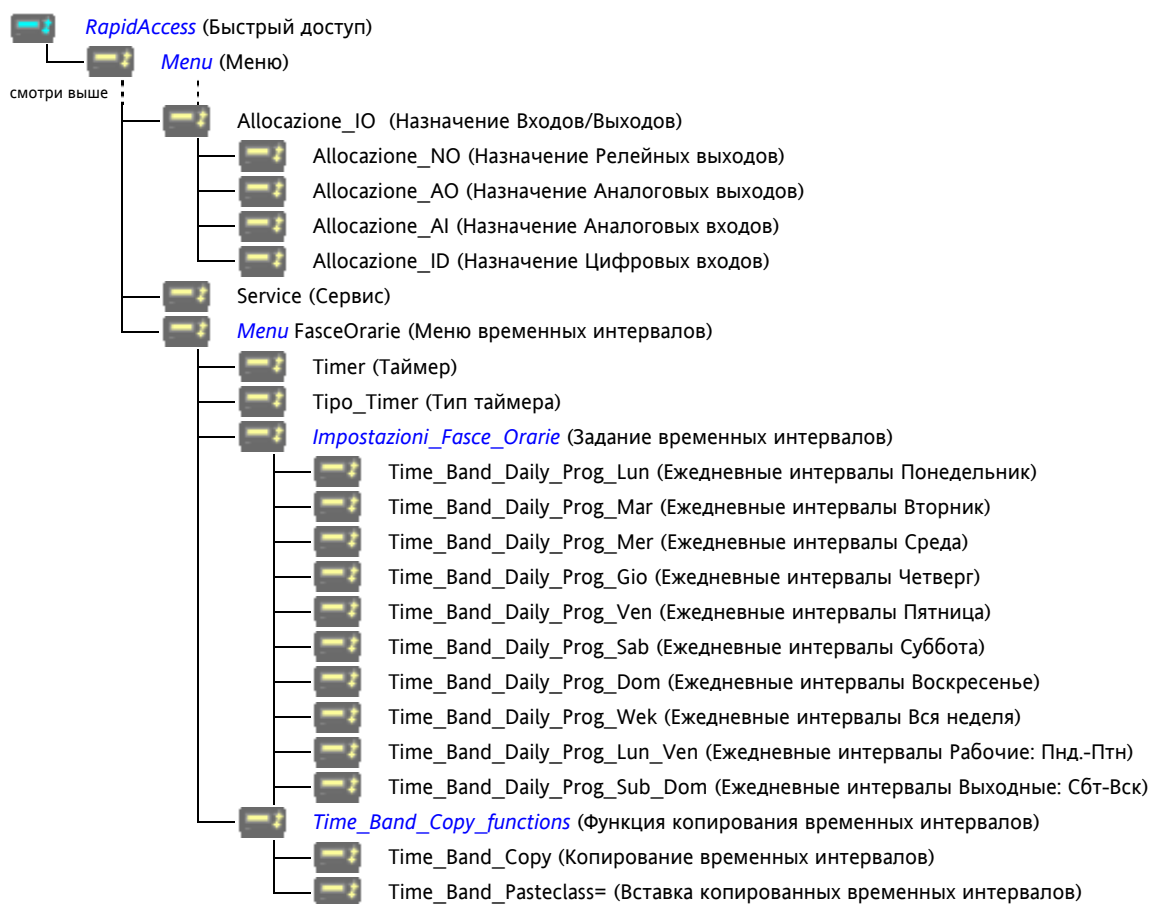 RapidAccess (Быстрый доступ)
Menu (Меню)
смотри выше
Allocazione_IO (Назначение Входов/Выходов)
Allocazione_NO (Назначение Релейных выходов)
Allocazione_AO (Назначение Аналоговых выходов)
Allocazione_AI (Назначение Аналоговых входов)
Allocazione_ID (Назначение Цифровых входов)
Service (Сервис)
Menu FasceOrarie (Меню временных интервалов)
Timer (Таймер)
Tipo_Timer (Тип таймера)
Impostazioni_Fasce_Orarie (Задание временных интервалов)
Time_Band_Daily_Prog_Lun (Ежедневные интервалы Понедельник)
Time_Band_Daily_Prog_Mar (Ежедневные интервалы Вторник)
Time_Band_Daily_Prog_Mer (Ежедневные интервалы Среда)
Time_Band_Daily_Prog_Gio (Ежедневные интервалы Четверг)
Time_Band_Daily_Prog_Ven (Ежедневные интервалы Пятница)
Time_Band_Daily_Prog_Sab (Ежедневные интервалы Суббота)
Time_Band_Daily_Prog_Dom (Ежедневные интервалы Воскресенье)
Time_Band_Daily_Prog_Wek (Ежедневные интервалы Вся неделя)
Time_Band_Daily_Prog_Lun_Ven (Ежедневные интервалы Рабочие: Пнд.-Птн)
Time_Band_Daily_Prog_Sub_Dom (Ежедневные интервалы Выходные: Сбт-Вск)
Time_Band_Copy_functions (Функция копирования временных интервалов)
Time_Band_Copy (Копирование временных интервалов)
Time_Band_Pasteclass= (Вставка копированных временных интервалов)